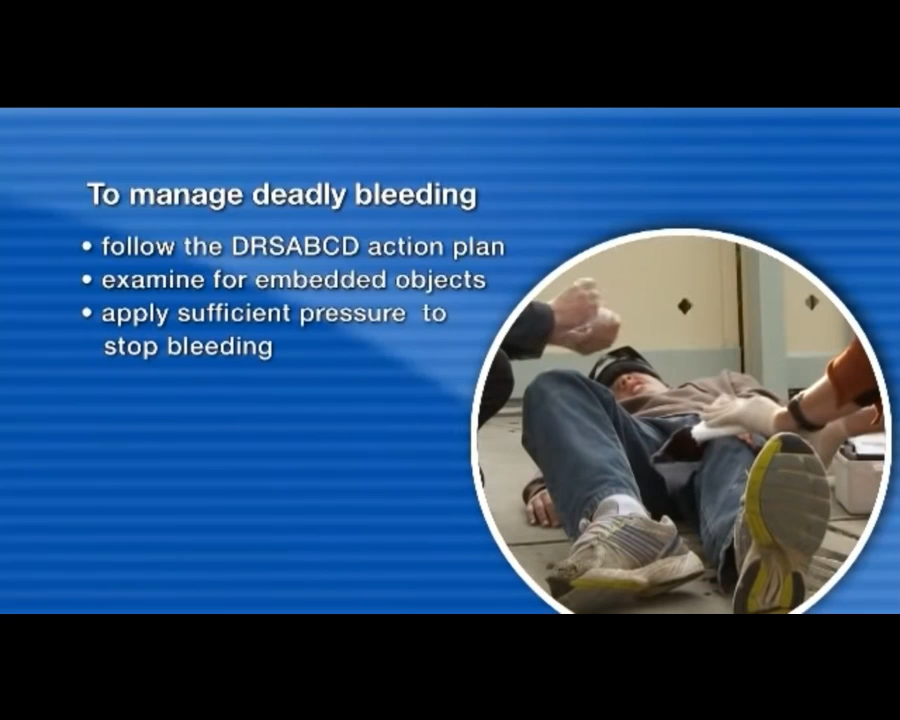 To manage deadly bleeding
• follow the DRSABCD action plan
• examine for embedded objects
• apply sufficient pressure to
stop bleeding